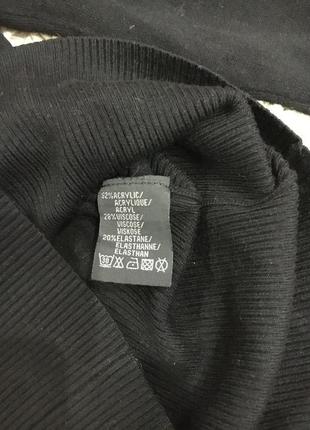 52%ACRYLIC/
ACRYLIQUE/
ACRYL
28%VISCOSE/
VISCOSE/
VISKOSE
20%ELASTANE/
ELASTHANNE/
ELASTHAN
30